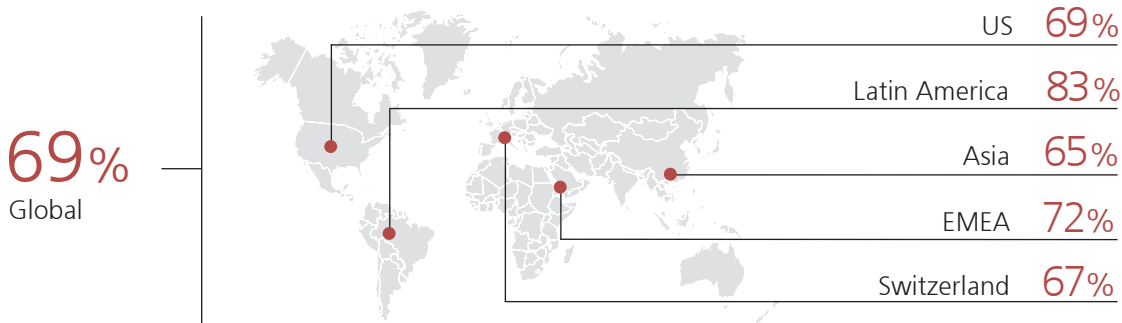 69%
Global
US 69%
Latin America 83%
Asia 65%
EMEA 72%
Switzerland 67%